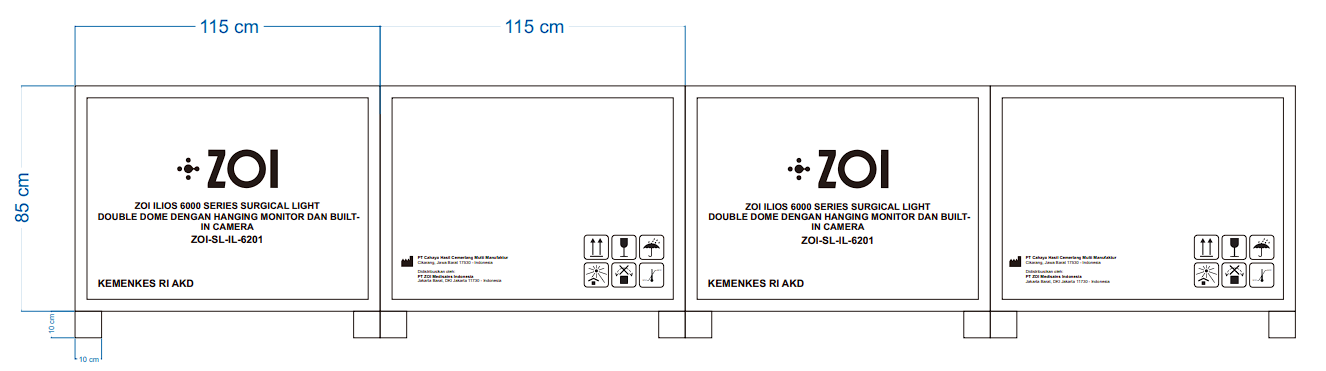 115 cm
115 cm
85 cm
ZOI
ZOI ILIOS 6000 SERIES SURGICAL LIGHT
DOUBLE DOME DENGAN HANGING MONITOR DAN BUILT-
IN CAMERA
ZOI-SL-IL-6201
KEMENKES RI AKD
PT Cahaya Hasil Cemerlang Multi Manufaktur
Cikarang, Jawa Barat 17530 - Indonesia
Didistribusikan oleh:
PT ZOI Medisains Indonesia
Jakarta Barat, DKI Jakarta 11730 - Indonesia
ZOI
ZOI ILIOS 6000 SERIES SURGICAL LIGHT
DOUBLE DOME DENGAN HANGING MONITOR DAN BUILT-
IN CAMERA
ZOI-SL-IL-6201
KEMENKES RI AKD
PT Cahaya Hasil Cemerlang Multi Manufaktur
Cikarang, Jawa Barat 17530 - Indonesia
Didistribusikan oleh:
PT ZOI Medisains Indonesia
Jakarta Barat, DKI Jakarta 11730 - Indonesia
10 cm
10 cm